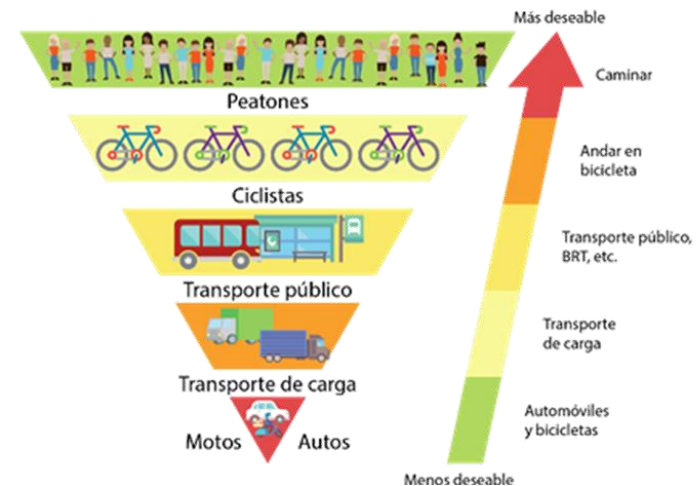 Más deseable
Caminar
Peatones
Andar en
bicicleta
Ciclistas
Transporte público,
BRT, etc.
Transporte público
Transporte
de carga
Transporte de carga
Automóviles
y bicicletas
Motos Autos
Menos deseable